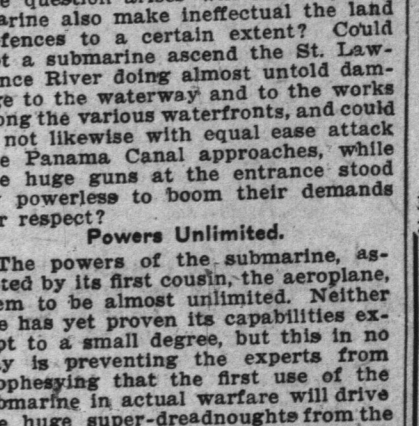 e question arises
arine also make ineffectual the land
fences to a certain extent? Could
t a submarine ascend the St. Law-
nce River doing almost untold dam-
ge to the waterway and to the works
ong the various waterfronts, and could
not likewise with equal ease attack
e Panama Canal approaches, while
e huge guns at the entrance stood
powerless to boom their demands
r respect?
Powers Unlimited.
The powers of the submarine, as-
ted by its first cousin, the aeroplane,
em to be almost unlimited. Neither
e has yet proven its capabilities ex-
pt to a small degree, but this in no
y is preventing the experts from
ophesying that the first use of the
bmarine in actual warfare will drive
e huge super-dreadnoughts from the